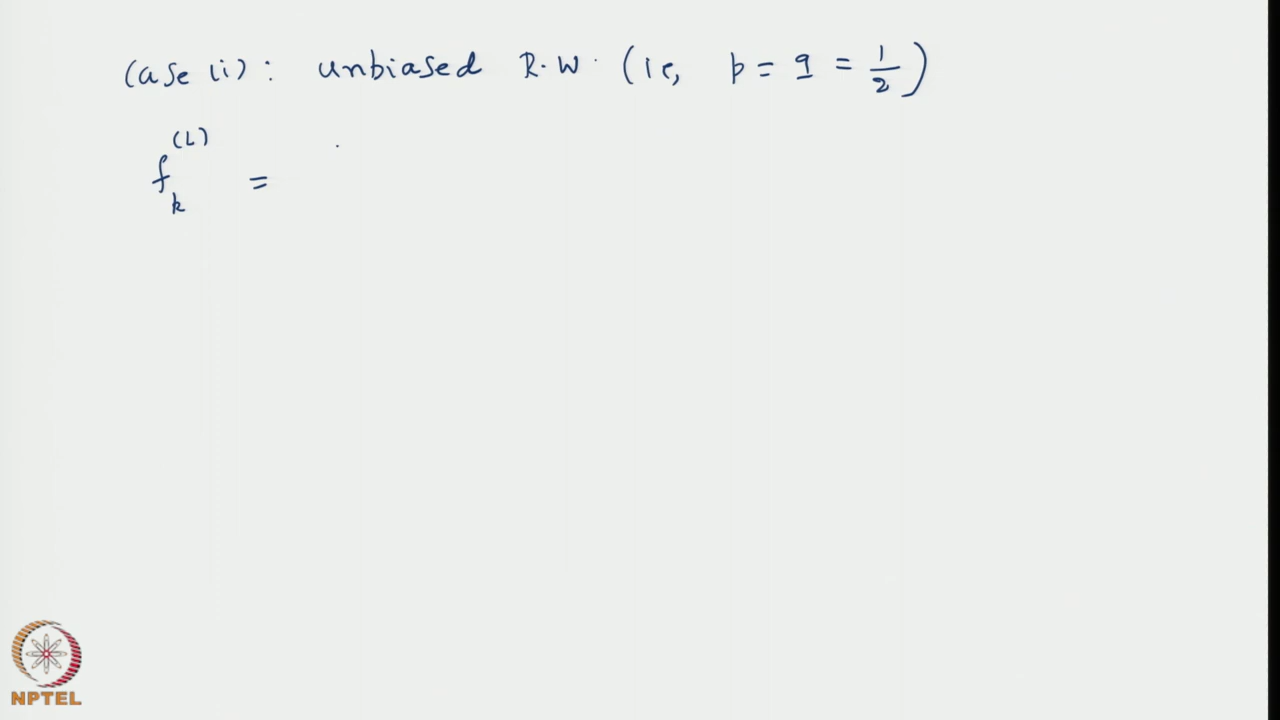 Case (i): unbiased R.W. (ie, p = q = 1/2)
f_k^(L) =
NPTEL